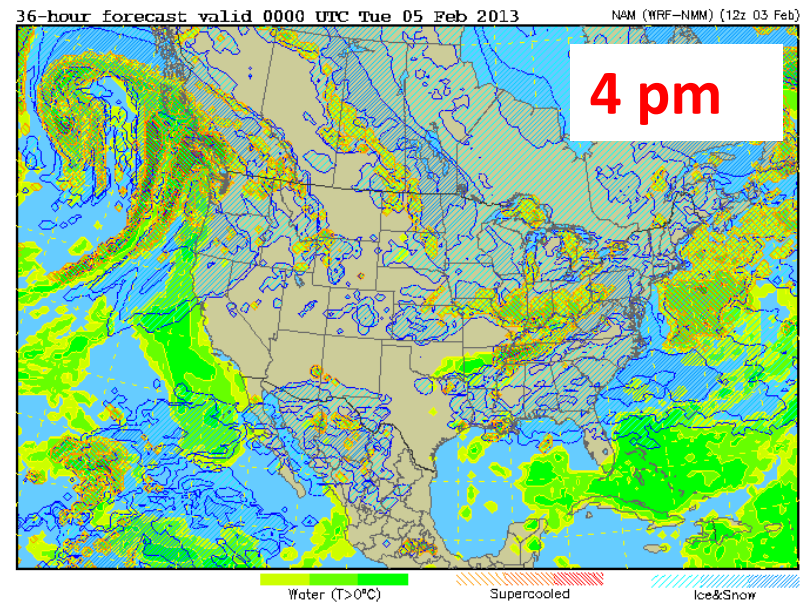 36-hour forecast valid 0000 UTC Tue 05 Feb 2013
NAM (WRF-NMM) (12z 03 Feb)
4 pm
Water (T>0°C)
Supercooled
Ice&Snow